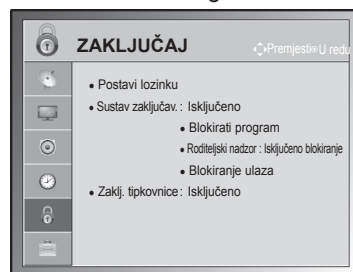 ZAKLJUČAJ
Premjesti U redu
• Postavi lozinku
• Sustav zaključav. : Isključeno
• Blokirati program
• Roditeljski nadzor : Isključeno blokiranje
• Blokiranje ulaza
• Zaklj. tipkovnice : Isključeno